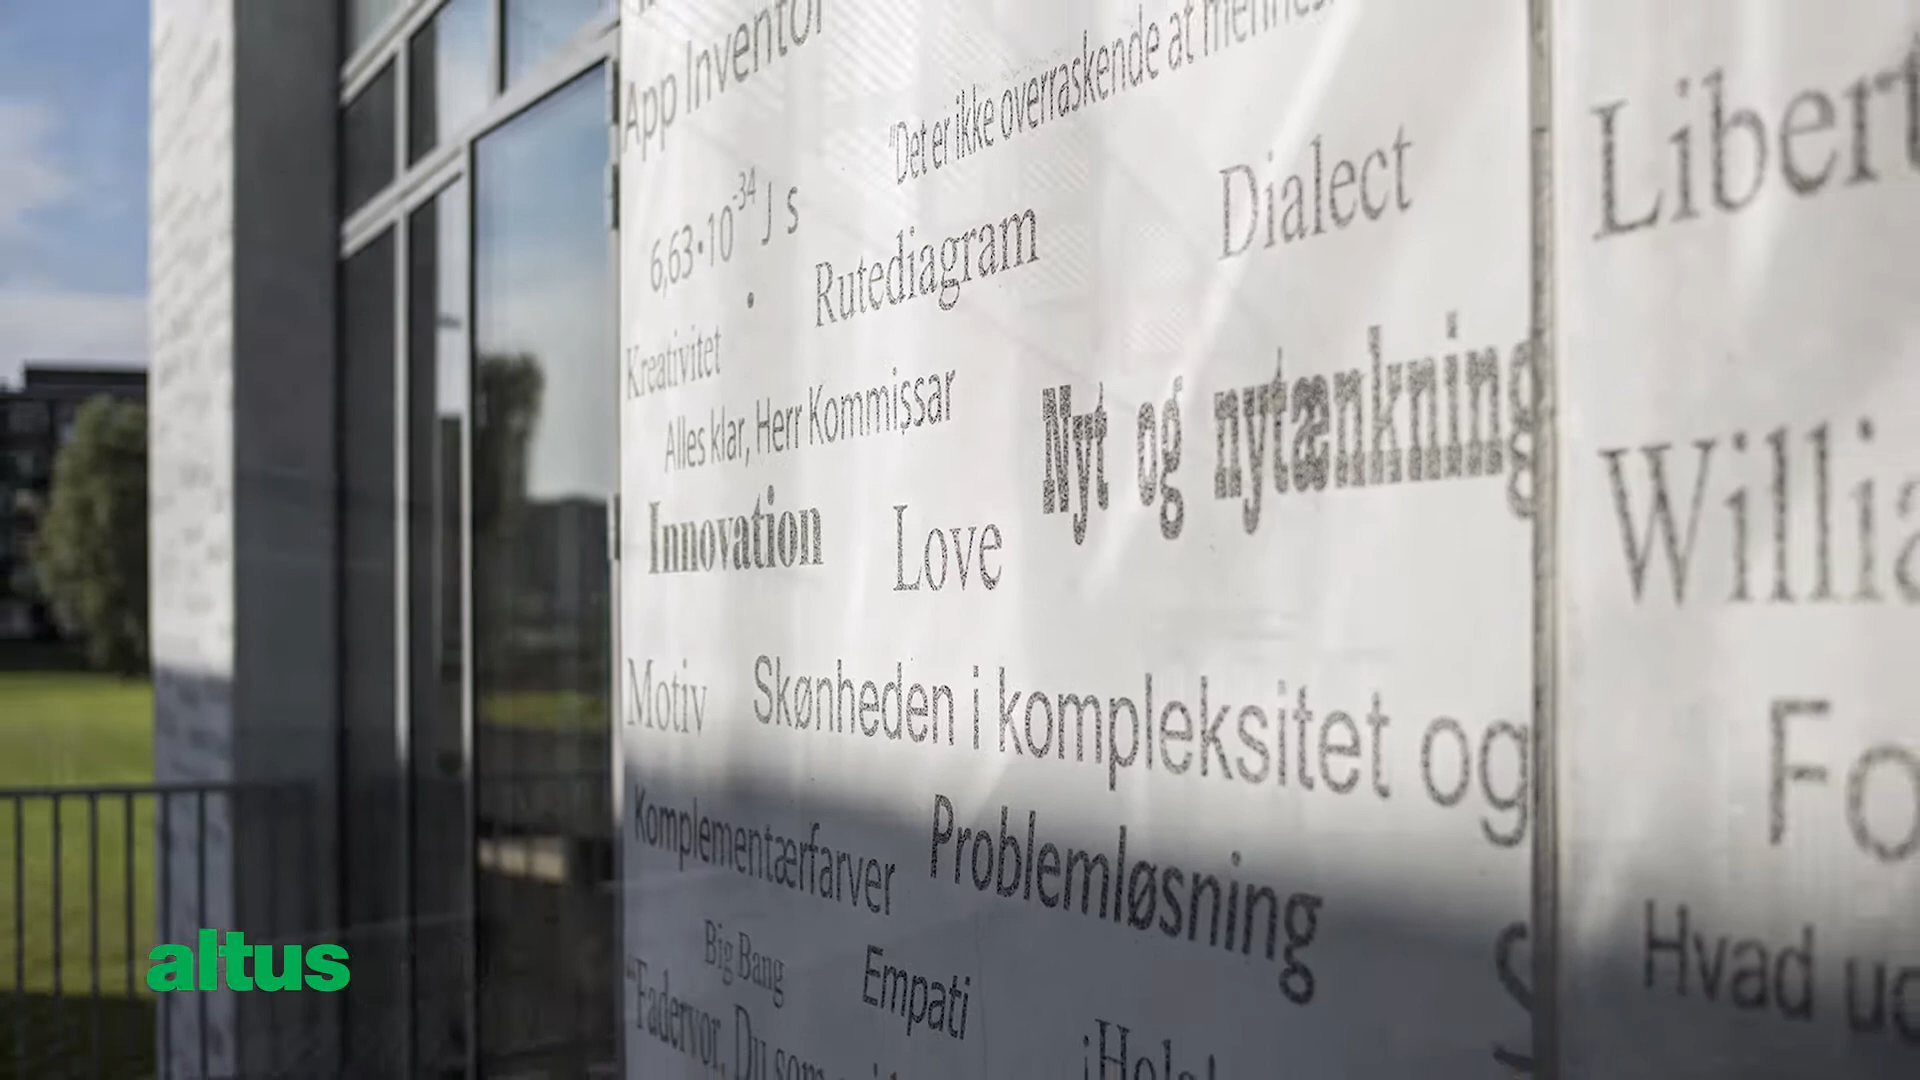 App Inventor
"Det er ikke overraskende at
Libert
Dialect
6,63•10-34 J s
Rutediagram
Kreativitet
Alles klar, Herr Kommissar
Nyt og nytænkning
Innovation
Love
Willia
Motiv
Skønheden i kompleksitet og
Fo
Komplementærfarver
Problemløsning
Big Bang
Empati
Hvad ud
"Fadervor, Du som
¡Hola!
altus